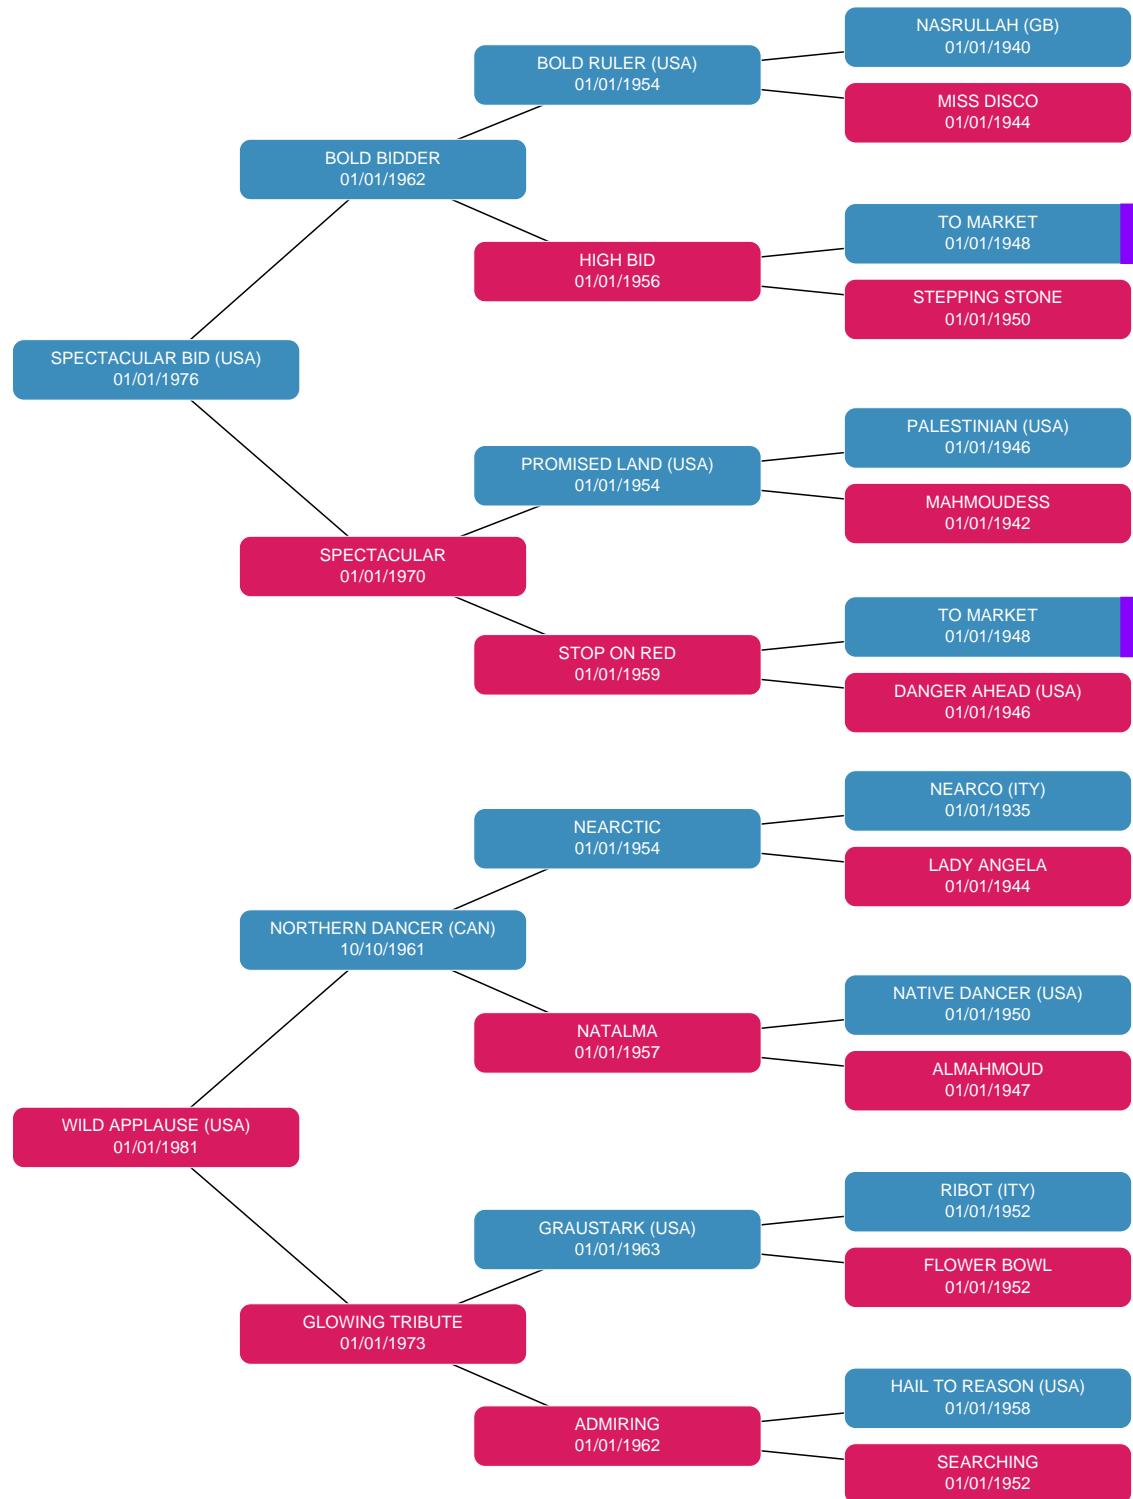 NASRULLAH (GB)
01/01/1940
BOLD RULER (USA)
01/01/1954
MISS DISCO
01/01/1944
BOLD BIDDER
01/01/1962
TO MARKET
01/01/1948
HIGH BID
01/01/1956
STEPPING STONE
01/01/1950
SPECTACULAR BID (USA)
01/01/1976
PALESTINIAN (USA)
01/01/1946
PROMISED LAND (USA)
01/01/1954
MAHMOUDESS
01/01/1942
SPECTACULAR
01/01/1970
TO MARKET
01/01/1948
STOP ON RED
01/01/1959
DANGER AHEAD (USA)
01/01/1946
NEARCO (ITY)
01/01/1935
NEARCTIC
01/01/1954
LADY ANGELA
01/01/1944
NORTHERN DANCER (CAN)
10/10/1961
NATIVE DANCER (USA)
01/01/1950
NATALMA
01/01/1957
ALMAHMOUD
01/01/1947
WILD APPLAUSE (USA)
01/01/1981
RIBOT (ITY)
01/01/1952
GRAUSTARK (USA)
01/01/1963
FLOWER BOWL
01/01/1952
GLOWING TRIBUTE
01/01/1973
HAIL TO REASON (USA)
01/01/1958
ADMIRING
01/01/1962
SEARCHING
01/01/1952